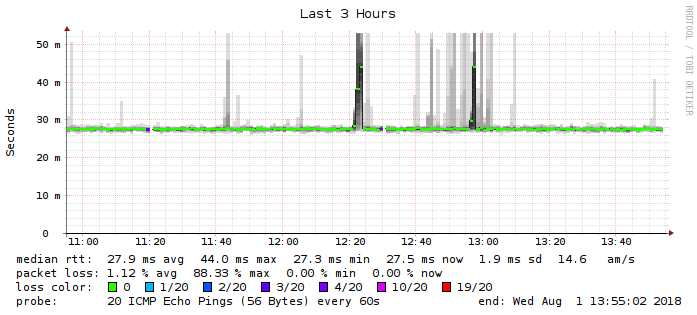 Last 3 Hours
RRDTOOL / TOBI OETIKER
Seconds
50 m
40 m
30 m
20 m
10 m
0
11:00 11:20 11:40 12:00 12:20 12:40 13:00 13:20 13:40
median rtt: 27.9 ms avg 44.0 ms max 27.3 ms min 27.5 ms now 1.9 ms sd 14.6 am/s
packet loss: 1.12 % avg 88.33 % max 0.00 % min 0.00 % now
loss color: 0 1/20 2/20 3/20 4/20 10/20 19/20
probe: 20 ICMP Echo Pings (56 Bytes) every 60s end: Wed Aug 1 13:55:02 2018